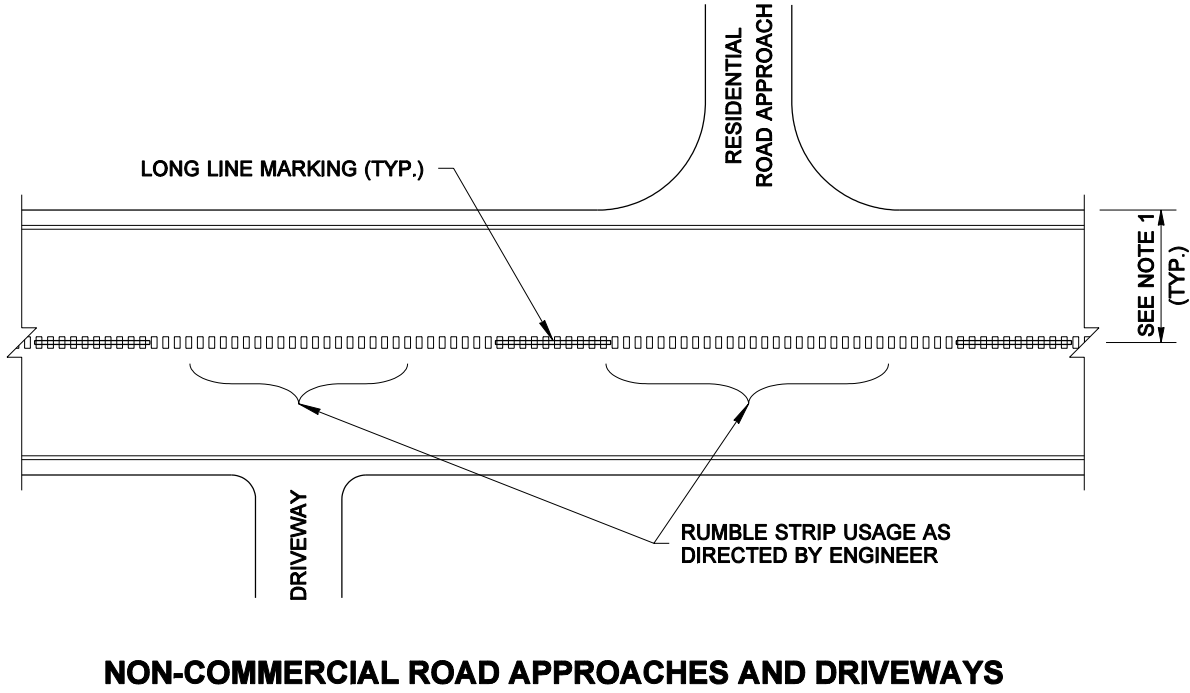 RESIDENTIAL
ROAD APPROACH
LONG LINE MARKING (TYP.)
SEE NOTE 1
(TYP.)
DRIVEWAY
RUMBLE STRIP USAGE AS
DIRECTED BY ENGINEER
NON-COMMERCIAL ROAD APPROACHES AND DRIVEWAYS